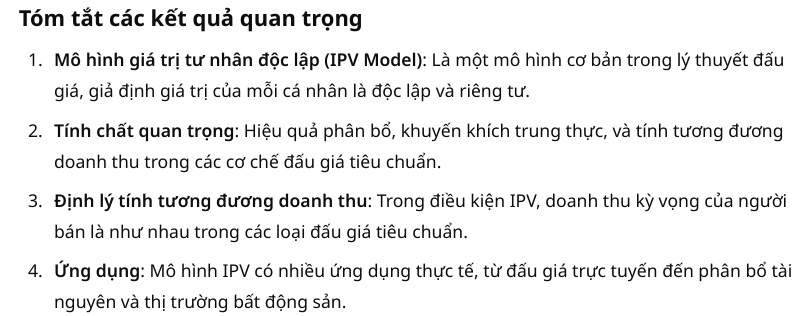 Tóm tắt các kết quả quan trọng
1. Mô hình giá trị tư nhân độc lập (IPV Model): Là một mô hình cơ bản trong lý thuyết đấu
giá, giả định giá trị của mỗi cá nhân là độc lập và riêng tư.
2. Tính chất quan trọng: Hiệu quả phân bổ, khuyến khích trung thực, và tính tương đương
doanh thu trong các cơ chế đấu giá tiêu chuẩn.
3. Định lý tính tương đương doanh thu: Trong điều kiện IPV, doanh thu kỳ vọng của người
bán là như nhau trong các loại đấu giá tiêu chuẩn.
4. Ứng dụng: Mô hình IPV có nhiều ứng dụng thực tế, từ đấu giá trực tuyến đến phân bổ tài
nguyên và thị trường bất động sản.